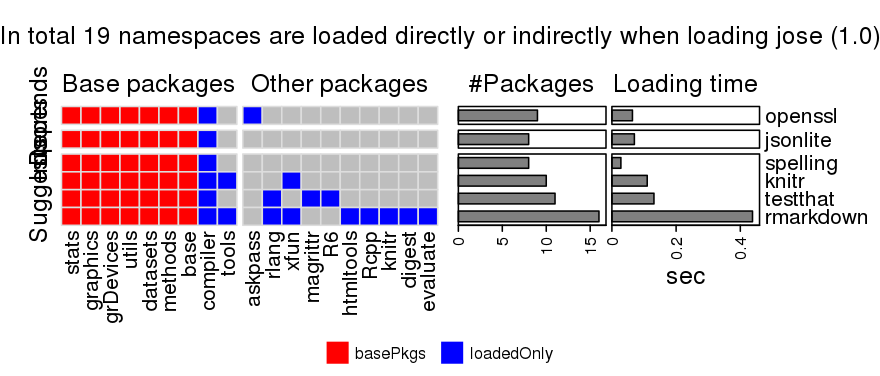 In total 19 namespaces are loaded directly or indirectly when loading jose (1.0)
Base packages
Other packages
#Packages
Loading time
openssl
jsonlite
spelling
knitr
testthat
rmarkdown
Suggests
stats
graphics
grDevices
utils
datasets
methods
base
compiler
tools
askpass
rlang
xfun
magrittr
R6
htmltools
Rcpp
knitr
digest
evaluate
0 5 10 15
0 0.2 0.4
sec
basePkgs
loadedOnly